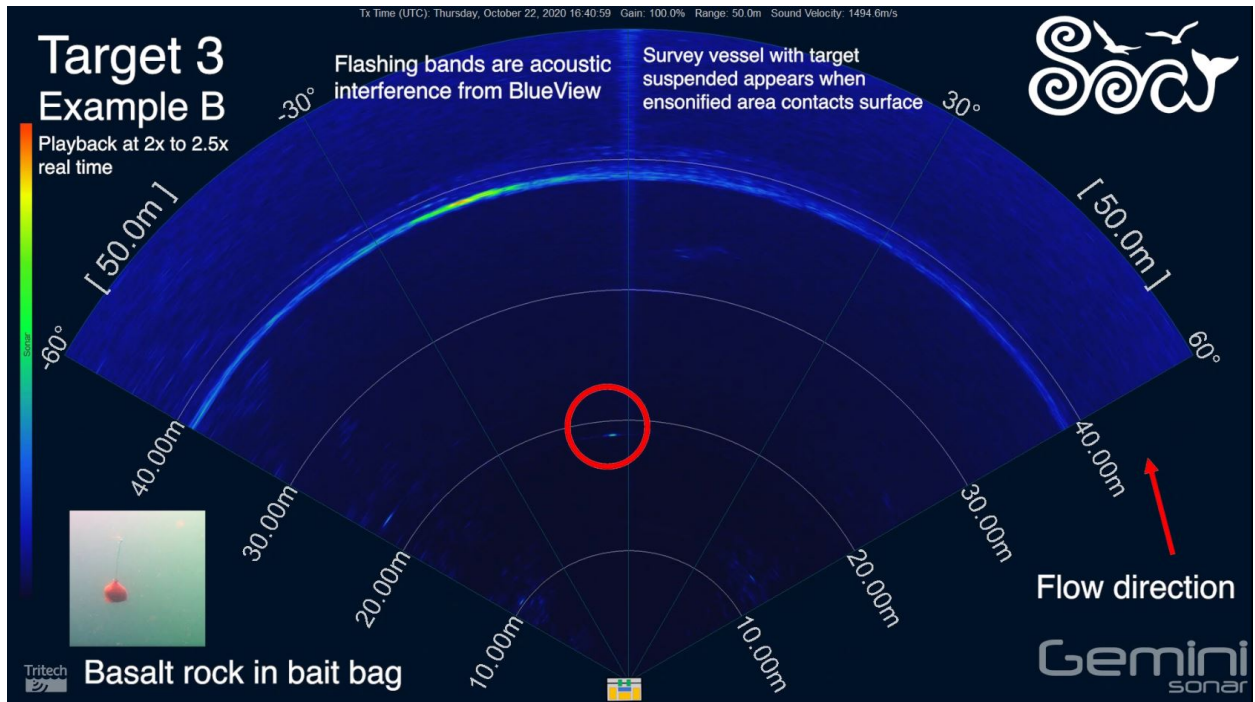 Tx Time (UTC): Thursday, October 22, 2020 16:40:59 Gain: 100.0% Range: 50.0m Sound Velocity: 1494.6m/s
Target 3
Example B
Playback at 2x to 2.5x
real time
Flashing bands are acoustic
interference from BlueView
Survey vessel with target
suspended appears when
ensonified area contacts surface
Soar
-30°
30°
[ 50.0m ]
[ 50.0m ]
Sonar
-60°
60°
40.00m
40.00m
30.00m
30.00m
20.00m
20.00m
10.00m
10.00m
Flow direction
Tritech
Basalt rock in bait bag
Gemini
sonar